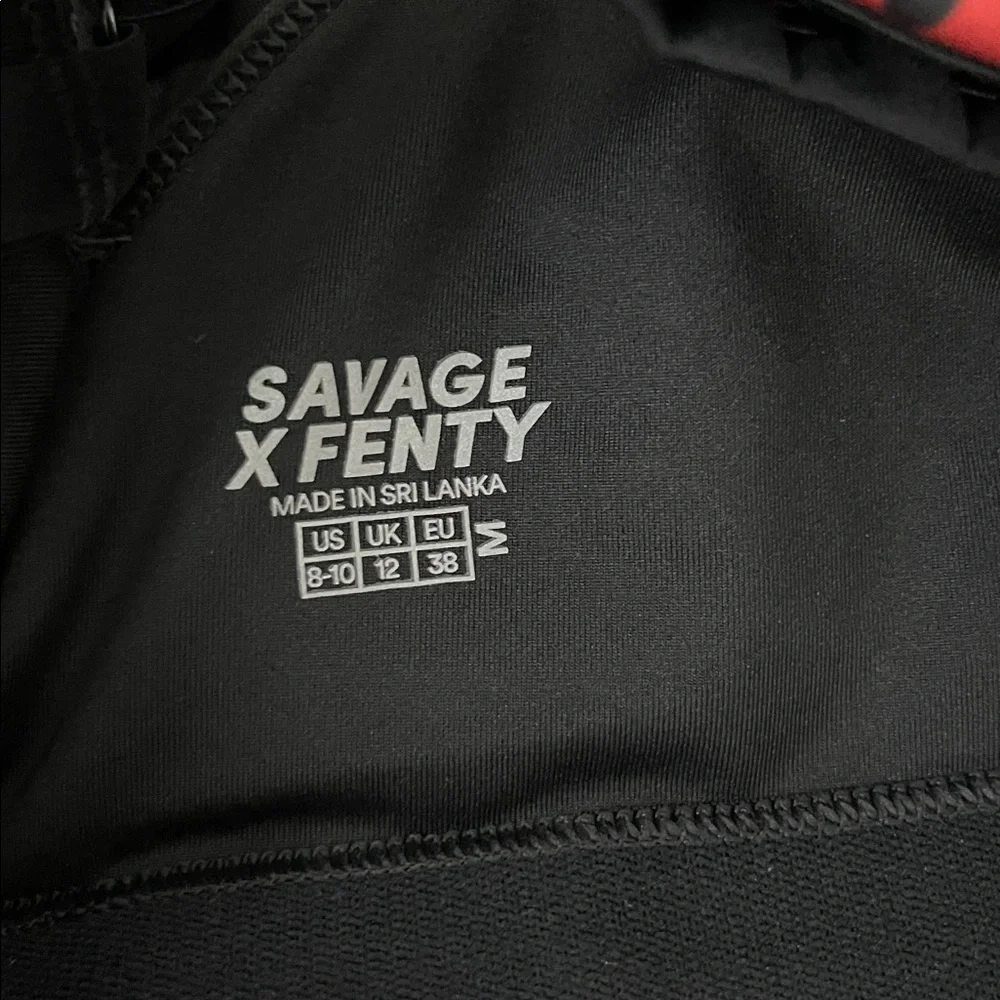 SAVAGE
X FENTY
MADE IN SRI LANKA
US UK EU
8-10 12 38
M